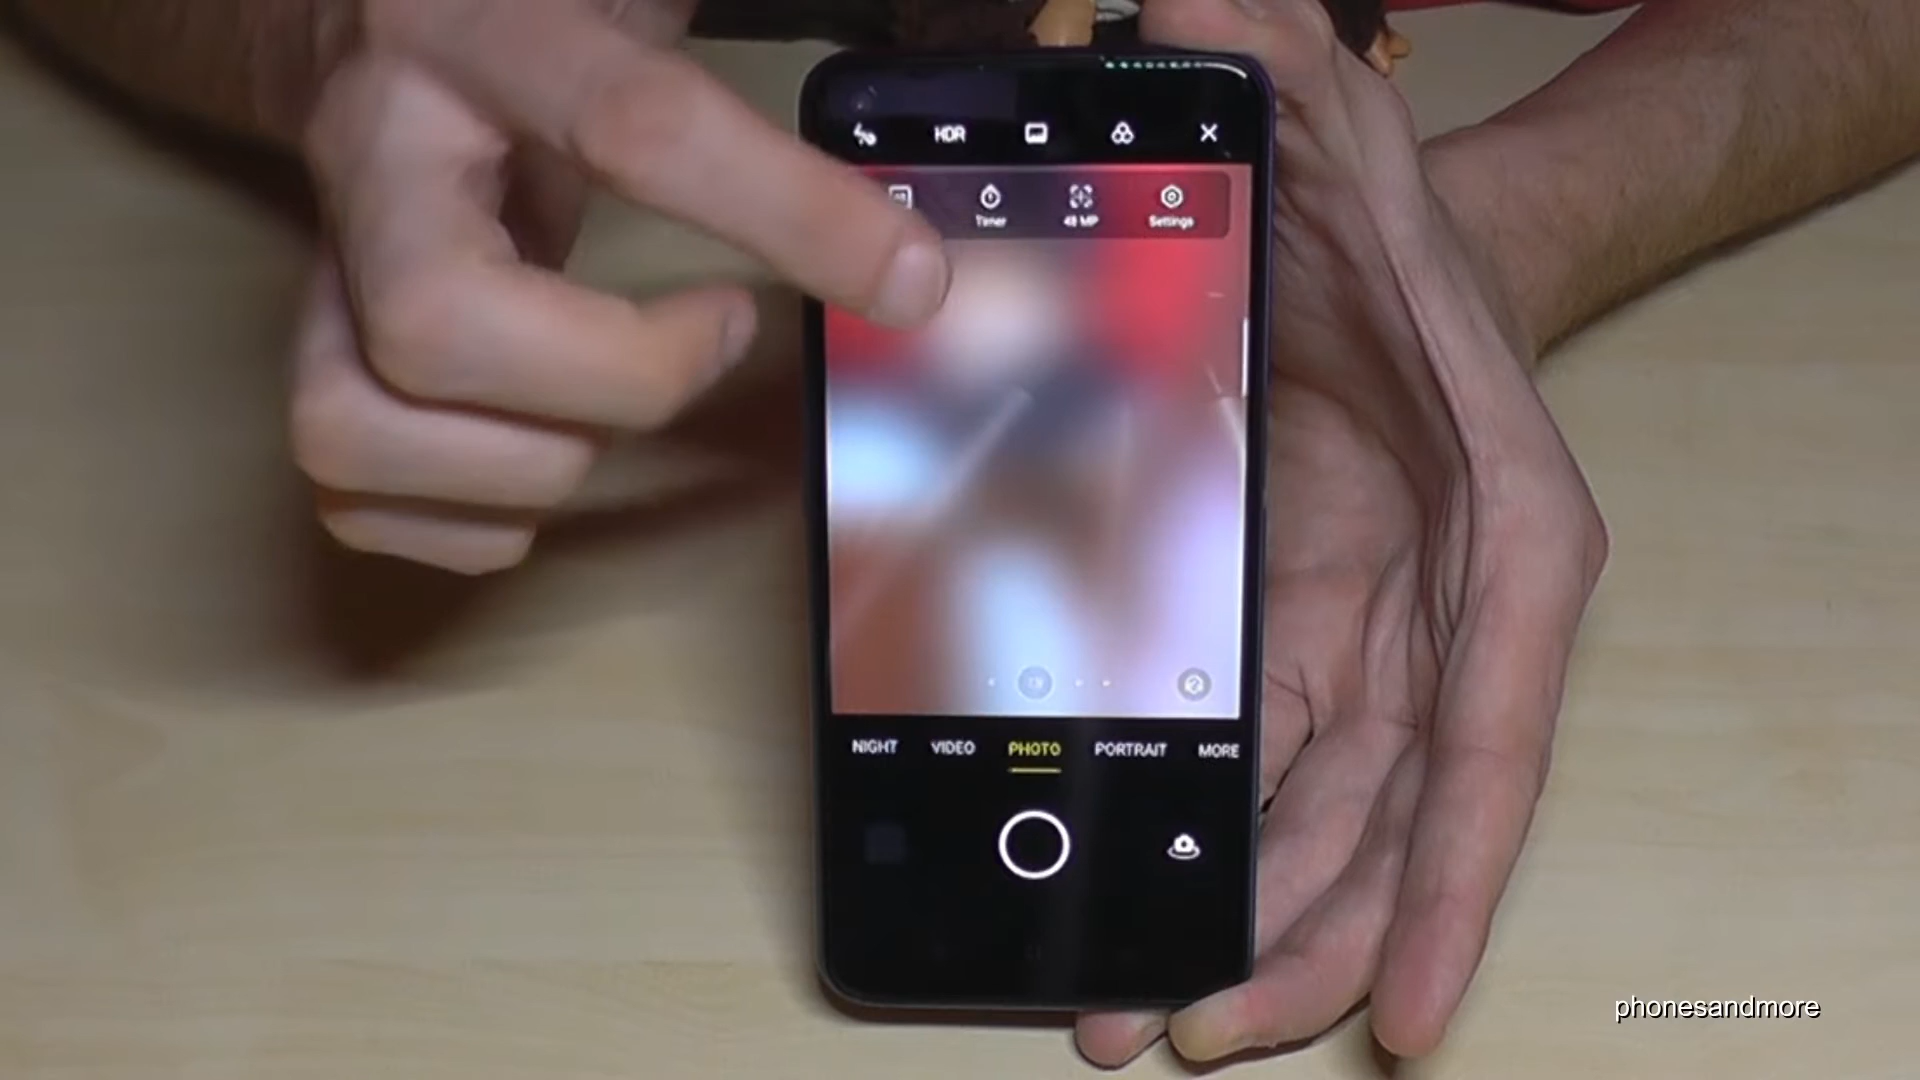 HDR
Timer
48 MP
Settings
NIGHT VIDEO PHOTO PORTRAIT MORE
phonesandmore